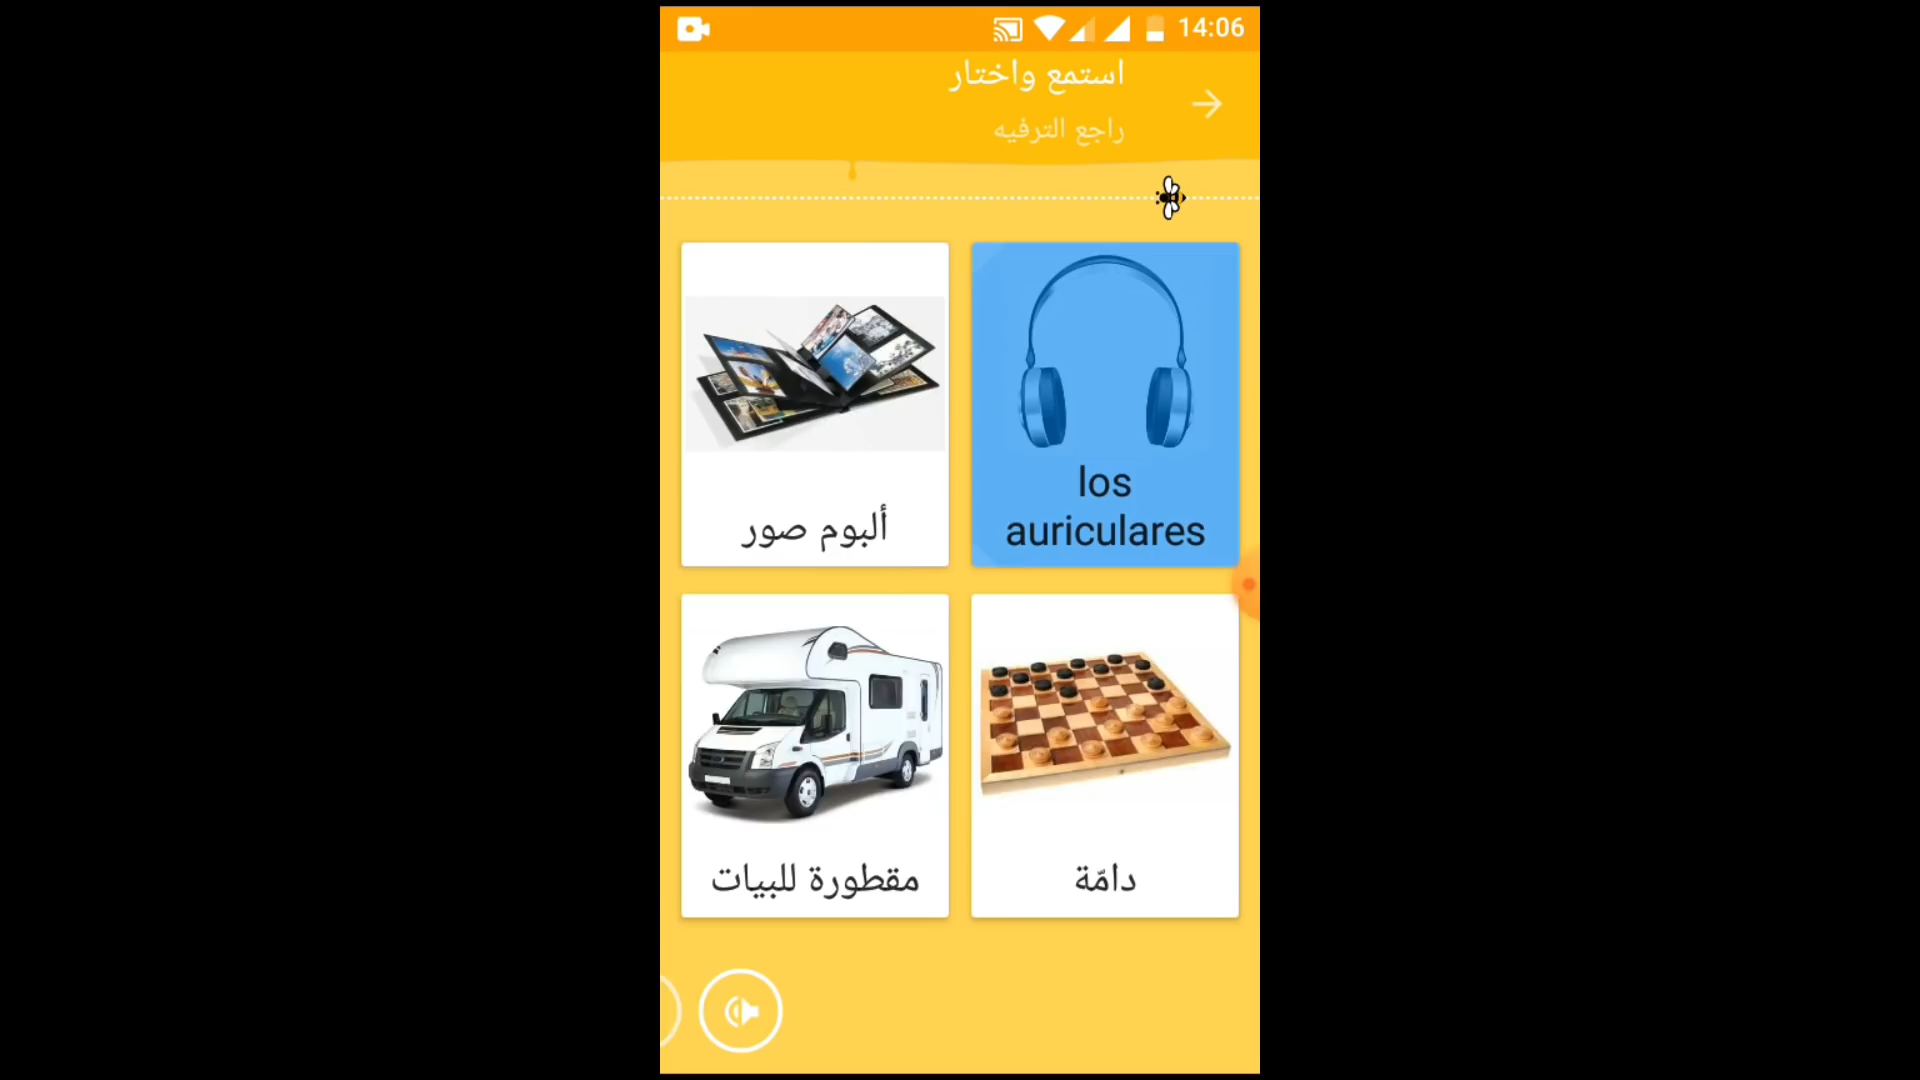 14:06
استمع واختار
راجع الترفيه
los
auriculares
ألبوم صور
دامّة
مقطورة للبيات